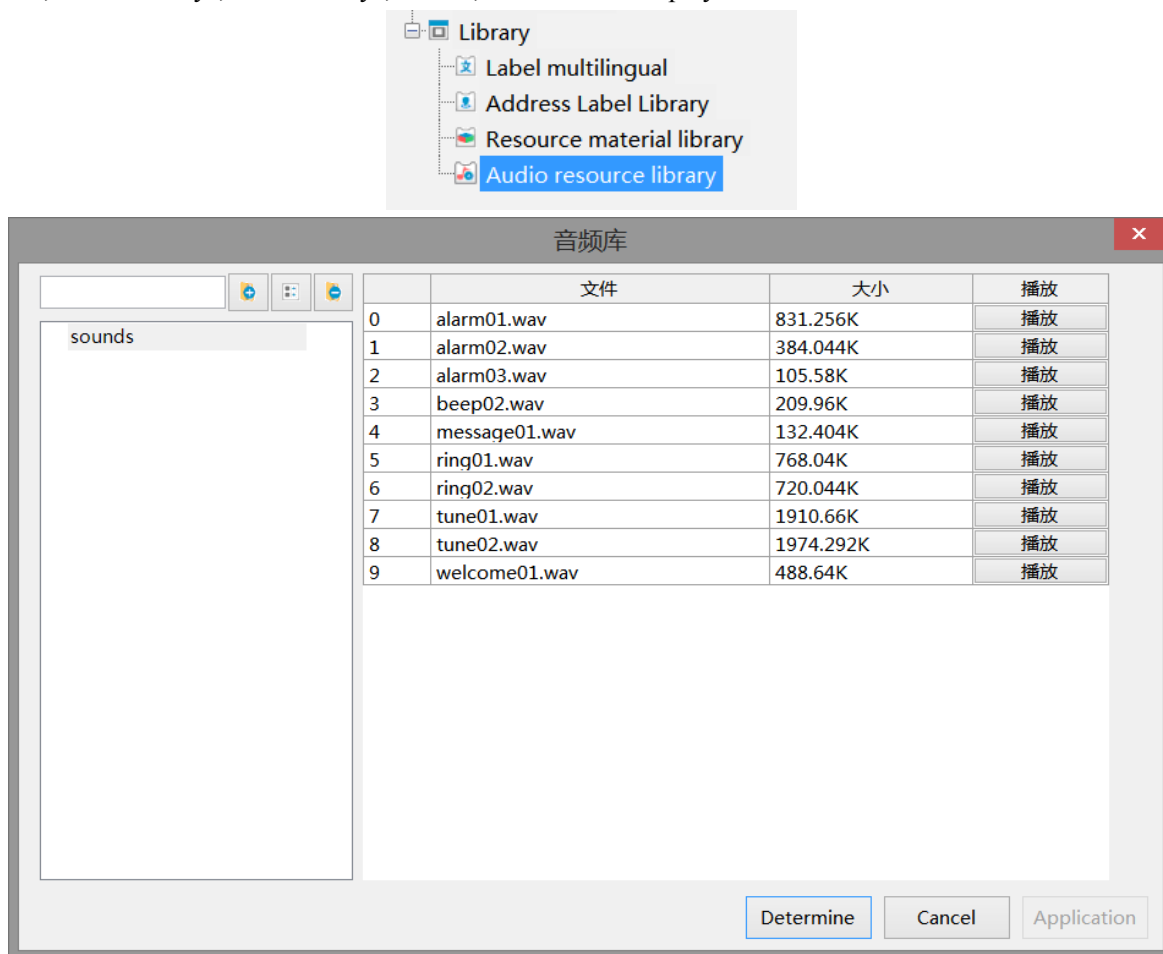 Library
Label multilingual
Address Label Library
Resource material library
Audio resource library
音频库
sounds
文件 大小 播放
0 alarm01.wav 831.256K 播放
1 alarm02.wav 384.044K 播放
2 alarm03.wav 105.58K 播放
3 beep02.wav 209.96K 播放
4 message01.wav 132.404K 播放
5 ring01.wav 768.04K 播放
6 ring02.wav 720.044K 播放
7 tune01.wav 1910.66K 播放
8 tune02.wav 1974.292K 播放
9 welcome01.wav 488.64K 播放
Determine Cancel Application